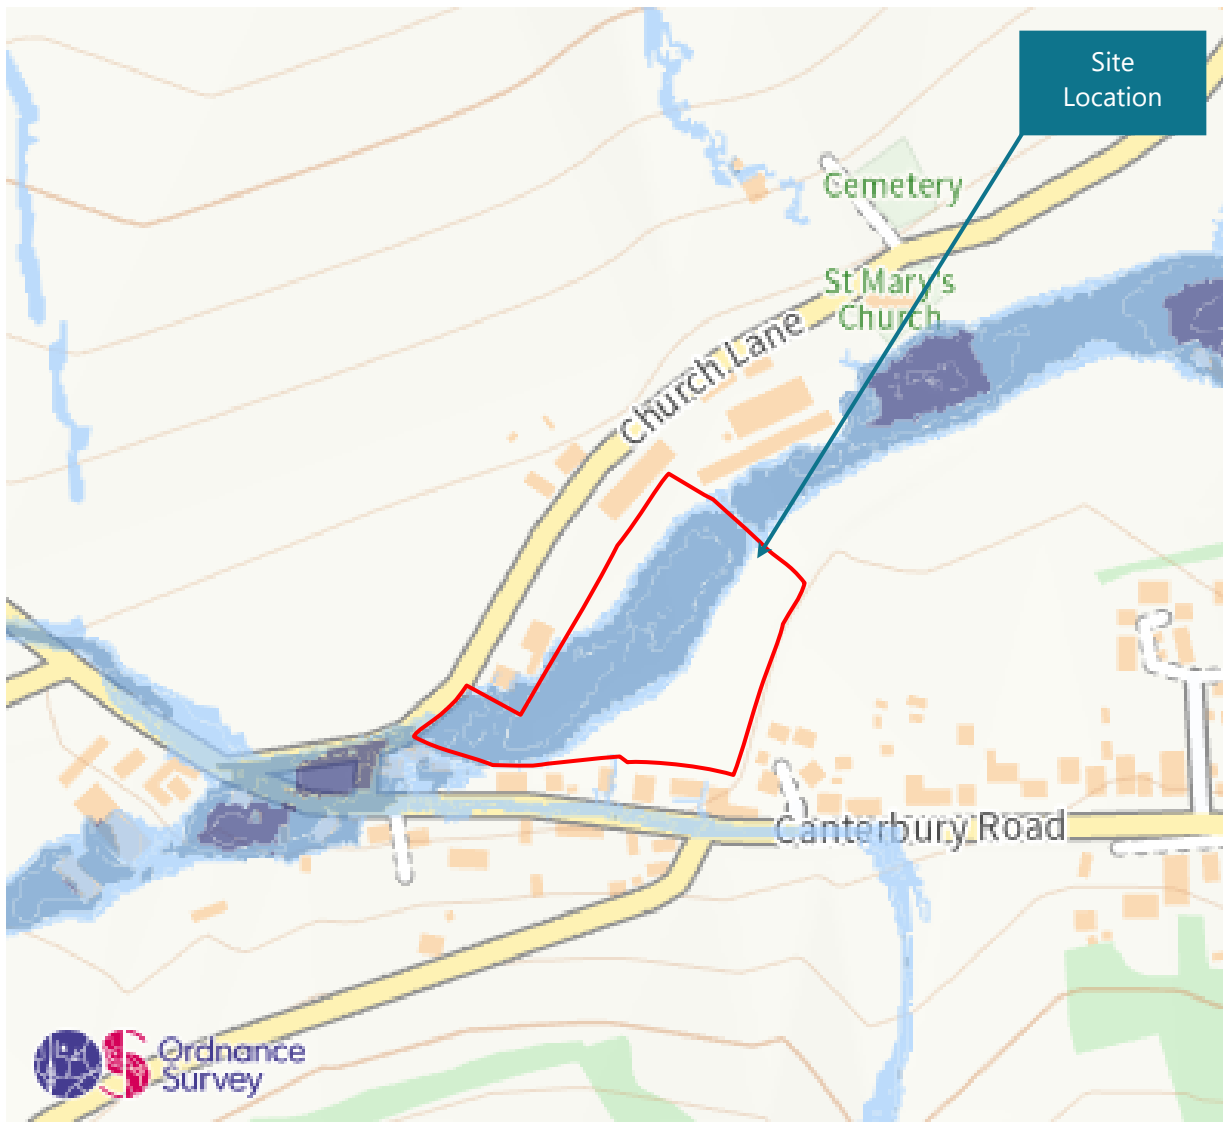 Site
Location
Cemetery
St Mary's
Church
Church Lane
Canterbury Road
Ordnance
Survey